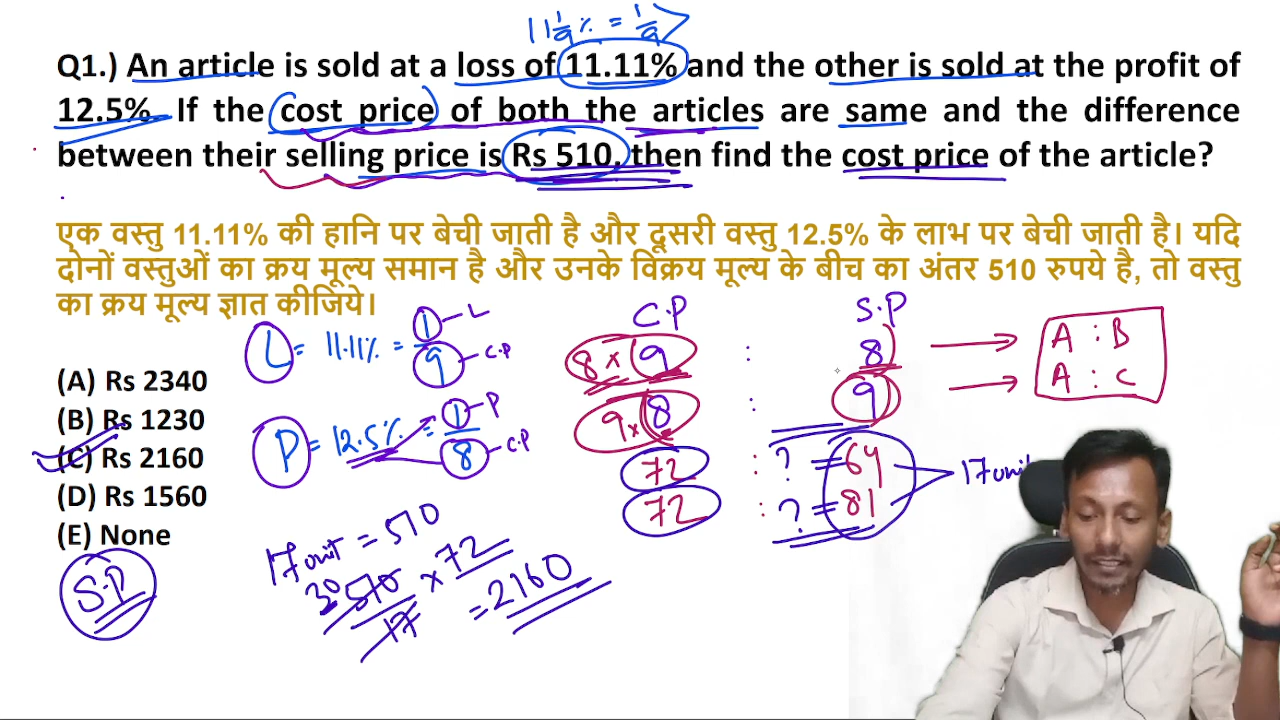 11 1/9 % = 1/9
Q1.) An article is sold at a loss of 11.11% and the other is sold at the profit of
12.5%. If the cost price of both the articles are same and the difference
between their selling price is Rs 510, then find the cost price of the article?
एक वस्तु 11.11% की हानि पर बेची जाती है और दूसरी वस्तु 12.5% के लाभ पर बेची जाती है। यदि
दोनों वस्तुओं का क्रय मूल्य समान है और उनके विक्रय मूल्य के बीच का अंतर 510 रुपये है, तो वस्तु
का क्रय मूल्य ज्ञात कीजिये।
(A) Rs 2340
(B) Rs 1230
(C) Rs 2160
(D) Rs 1560
(E) None
S.P
L = 11.11% = 1/9
L
C.P
P = 12.5% = 1/8
P
C.P
17 unit = 510
30 510/17 × 72
= 2160
C.P S.P
8 × 9 : 8
9 × 8 : 9
72 : ? = 64
72 : ? = 81
17 unit
A : B
A : C